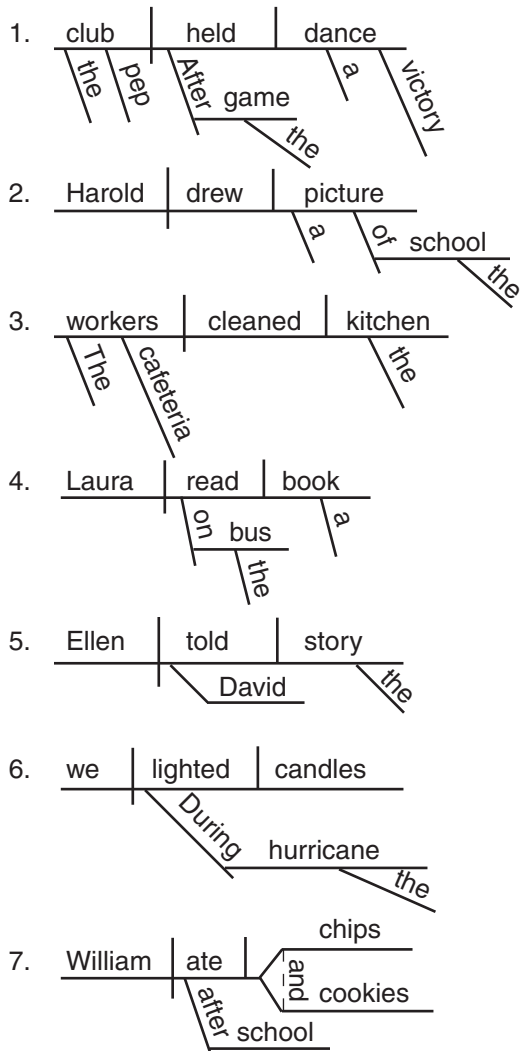 1. club held dance
the pep After a victory
game
the
2. Harold drew picture
a of school
the
3. workers cleaned kitchen
The cafeteria the
4. Laura read book
on a
bus
the
5. Ellen told story
David the
6. we lighted candles
During
hurricane
the
chips
7. William ate and
cookies
after school